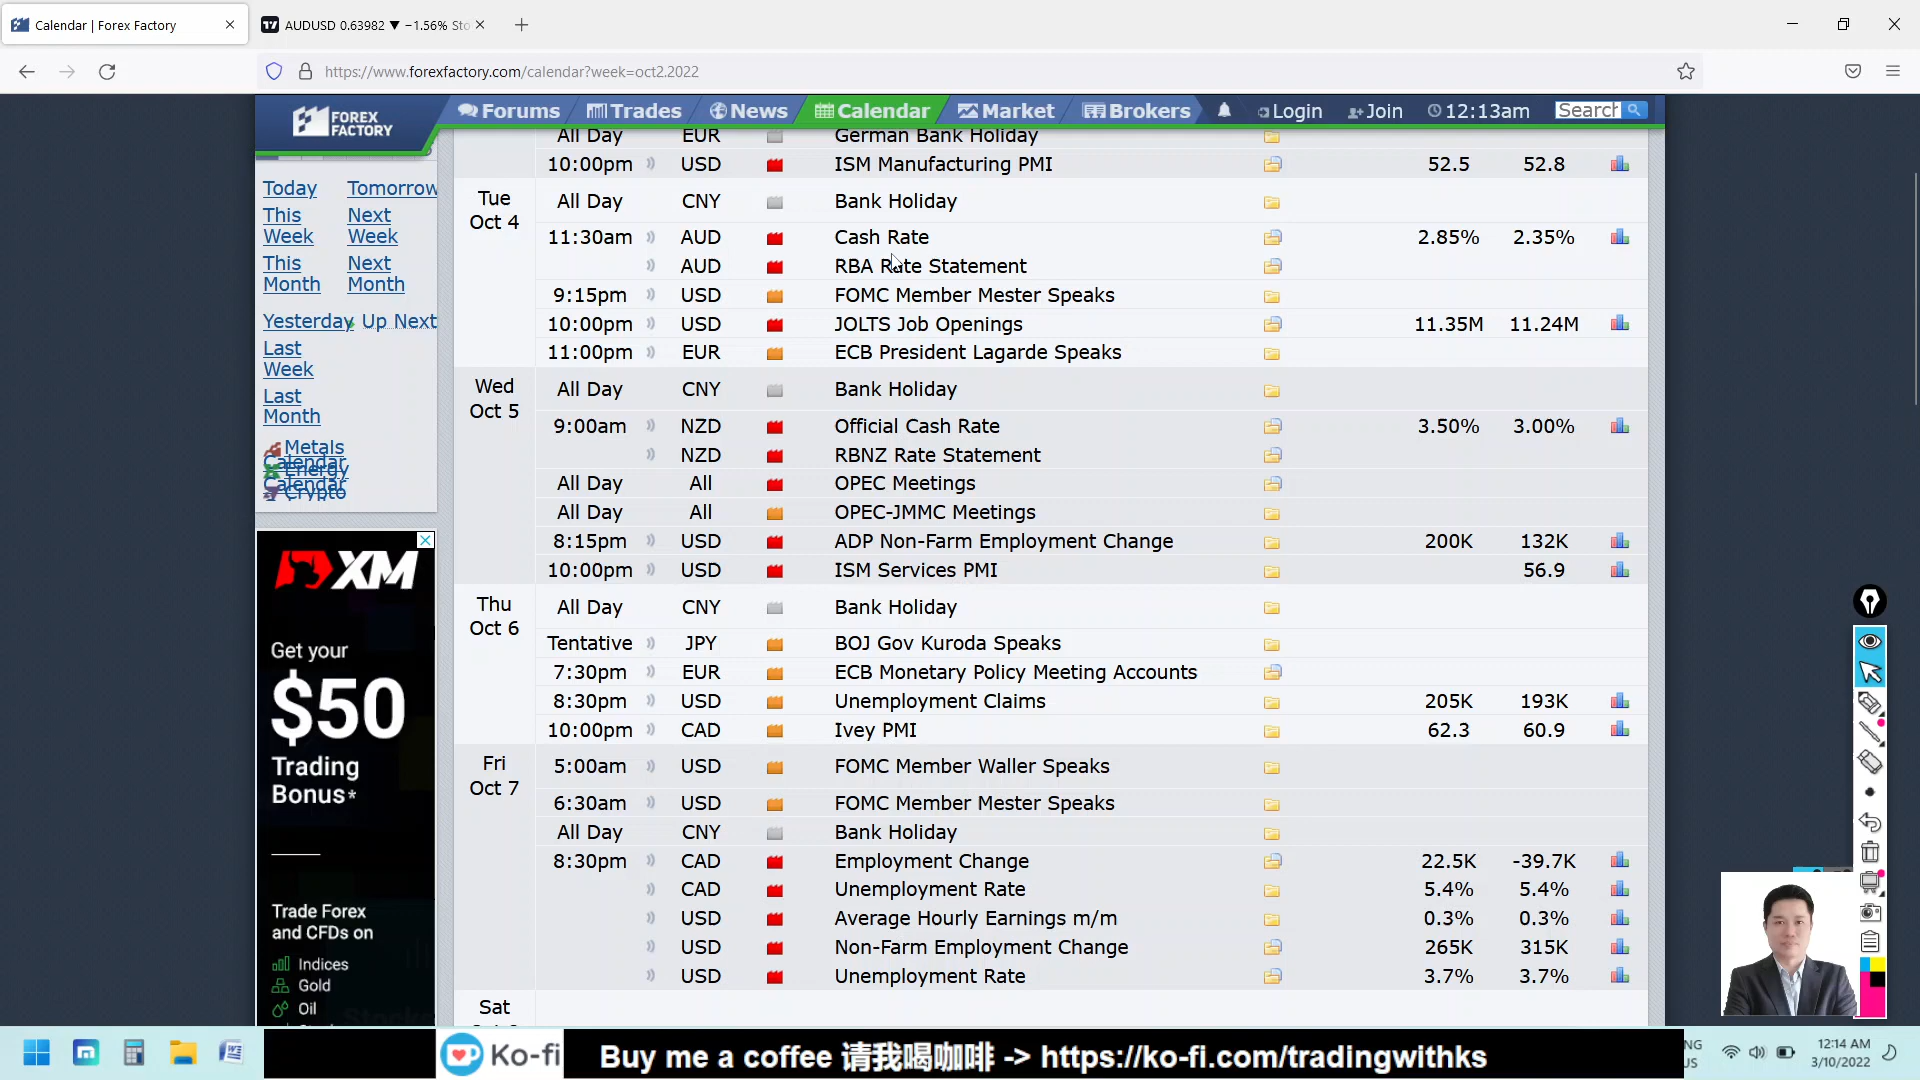 Calendar | Forex Factory
AUDUSD 0.63982 ▼ −1.56% Sto
https://www.forexfactory.com/calendar?week=oct2.2022
FOREX FACTORY
Forums Trades News Calendar Market Brokers Login Join 12:13am Search
Today Tomorrow
This Week Next Week
This Month Next Month
Yesterday Up Next
Last Week
Last Month
Metals Calendar
Energy Calendar
Crypto
All Day EUR German Bank Holiday
10:00pm USD ISM Manufacturing PMI 52.5 52.8
Tue Oct 4 All Day CNY Bank Holiday
11:30am AUD Cash Rate 2.85% 2.35%
AUD RBA Rate Statement
9:15pm USD FOMC Member Mester Speaks
10:00pm USD JOLTS Job Openings 11.35M 11.24M
11:00pm EUR ECB President Lagarde Speaks
Wed Oct 5 All Day CNY Bank Holiday
9:00am NZD Official Cash Rate 3.50% 3.00%
NZD RBNZ Rate Statement
All Day All OPEC Meetings
All Day All OPEC-JMMC Meetings
8:15pm USD ADP Non-Farm Employment Change 200K 132K
10:00pm USD ISM Services PMI 56.9
Thu Oct 6 All Day CNY Bank Holiday
Tentative JPY BOJ Gov Kuroda Speaks
7:30pm EUR ECB Monetary Policy Meeting Accounts
8:30pm USD Unemployment Claims 205K 193K
10:00pm CAD Ivey PMI 62.3 60.9
Fri Oct 7 5:00am USD FOMC Member Waller Speaks
6:30am USD FOMC Member Mester Speaks
All Day CNY Bank Holiday
8:30pm CAD Employment Change 22.5K -39.7K
CAD Unemployment Rate 5.4% 5.4%
USD Average Hourly Earnings m/m 0.3% 0.3%
USD Non-Farm Employment Change 265K 315K
USD Unemployment Rate 3.7% 3.7%
Sat
XM
Get your
$50
Trading
Bonus*
Trade Forex
and CFDs on
Indices
Gold
Oil
Ko-fi
Buy me a coffee 请我喝咖啡 -> https://ko-fi.com/tradingwithks
NG
US
12:14 AM
3/10/2022